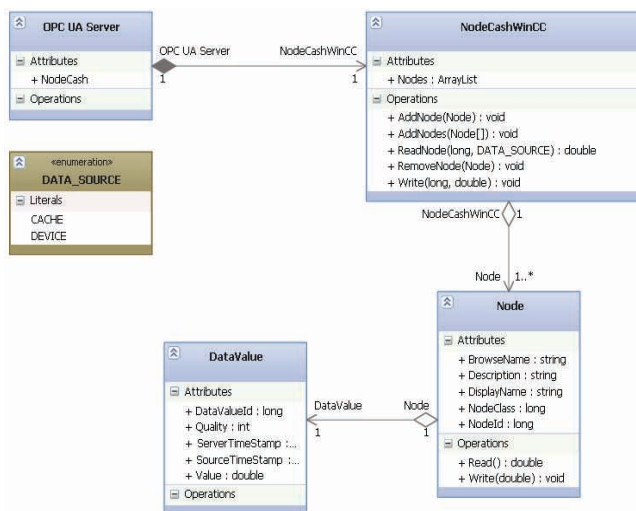 OPC UA Server
Attributes
+ NodeCash
Operations
OPC UA Server
NodeCashWinCC
1
1
NodeCashWinCC
Attributes
+ Nodes : ArrayList
Operations
+ AddNode(Node) : void
+ AddNodes(Node[]) : void
+ ReadNode(long, DATA_SOURCE) : double
+ RemoveNode(Node) : void
+ Write(long, double) : void
«enumeration»
DATA_SOURCE
Literals
CACHE
DEVICE
NodeCashWinCC
1
Node
1..*
Node
Attributes
+ BrowseName : string
+ Description : string
+ DisplayName : string
+ NodeClass : long
+ NodeId : long
Operations
+ Read() : double
+ Write(double) : void
DataValue
Node
1
1
DataValue
Attributes
+ DataValueId : long
+ Quality : int
+ ServerTimeStamp :...
+ SourceTimeStamp :...
+ Value : double
Operations